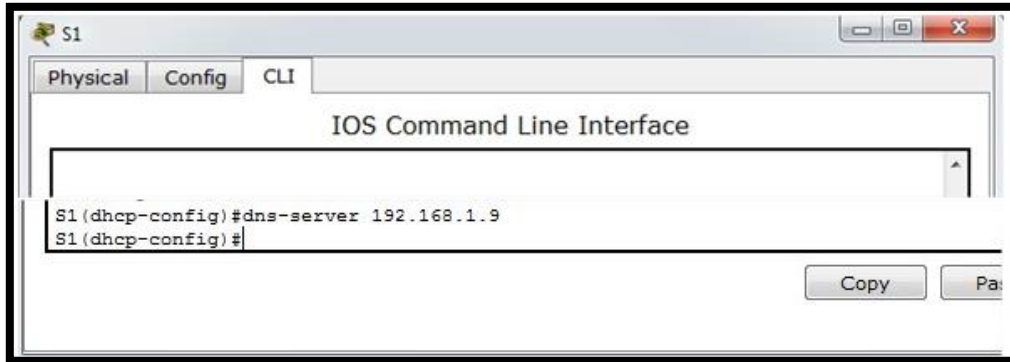 S1
Physical Config CLI
IOS Command Line Interface
S1(dhcp-config)#dns-server 192.168.1.9
S1(dhcp-config)#
Copy